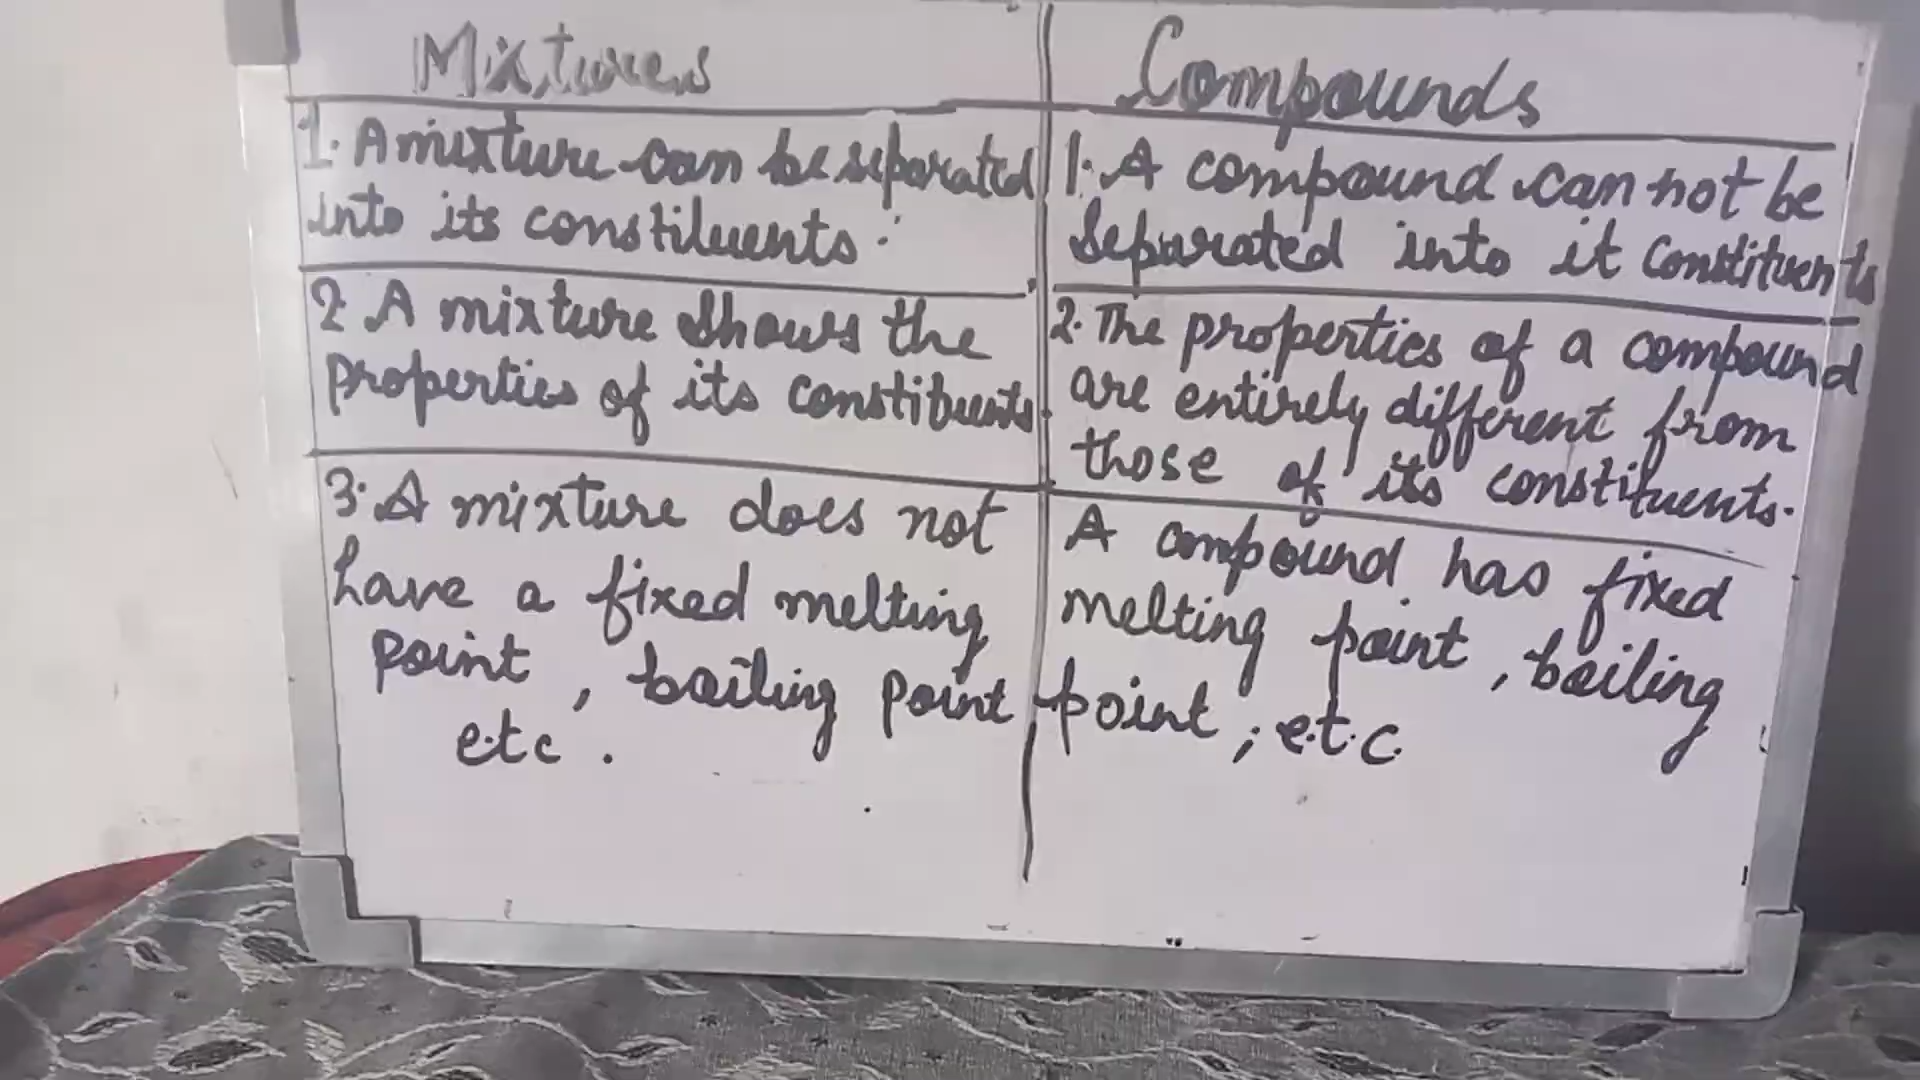 Mixtures
1. A mixture can be separated
into its constituents.
2. A mixture shows the
properties of its constituents.
3. A mixture does not
have a fixed melting
point, boiling point
etc.
Compounds
1. A compound can not be
separated into it constituents
2. The properties of a compound
are entirely different from
those of its constituents.
A compound has fixed
melting point, boiling
point, e.t.c.